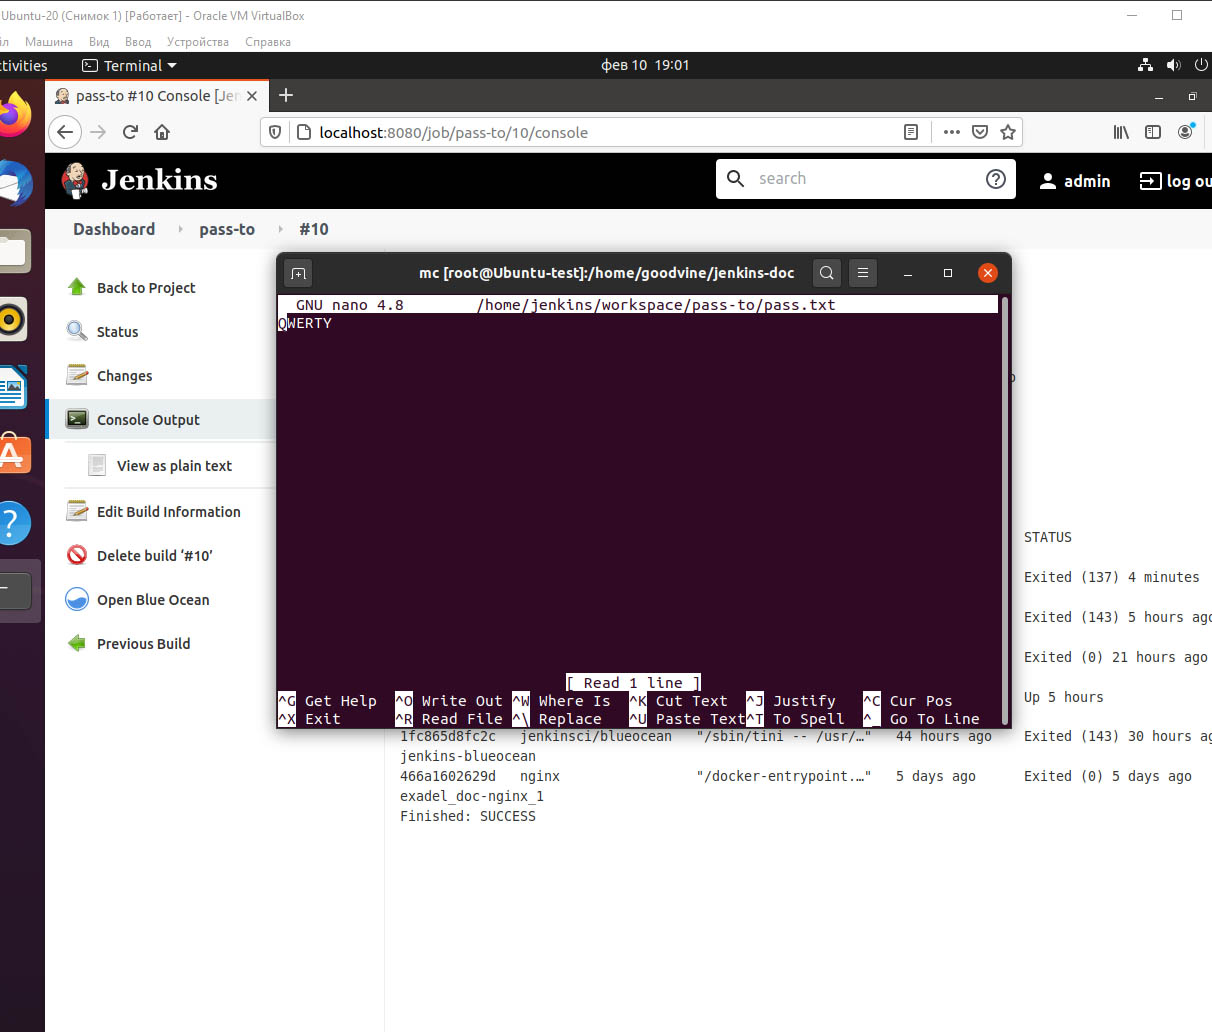 Ubuntu-20 (Снимок 1) [Работает] - Oracle VM VirtualBox
Машина Вид Ввод Устройства Справка
Terminal
фев 10 19:01
pass-to #10 Console [Jen
localhost:8080/job/pass-to/10/console
Jenkins
search
admin
log ou
Dashboard
pass-to
#10
Back to Project
Status
Changes
Console Output
View as plain text
Edit Build Information
Delete build ‘#10’
Open Blue Ocean
Previous Build
mc [root@Ubuntu-test]:/home/goodvine/jenkins-doc
GNU nano 4.8 /home/jenkins/workspace/pass-to/pass.txt
QWERTY
[ Read 1 line ]
^G Get Help ^O Write Out ^W Where Is ^K Cut Text ^J Justify ^C Cur Pos
^X Exit ^R Read File ^\ Replace ^U Paste Text ^T To Spell ^_ Go To Line
STATUS
Exited (137) 4 minutes
Exited (143) 5 hours ago
Exited (0) 21 hours ago
Up 5 hours
1fc865d8fc2c jenkinsci/blueocean "/sbin/tini -- /usr/…" 44 hours ago Exited (143) 30 hours ag
jenkins-blueocean
466a1602629d nginx "/docker-entrypoint.…" 5 days ago Exited (0) 5 days ago
exadel_doc-nginx_1
Finished: SUCCESS